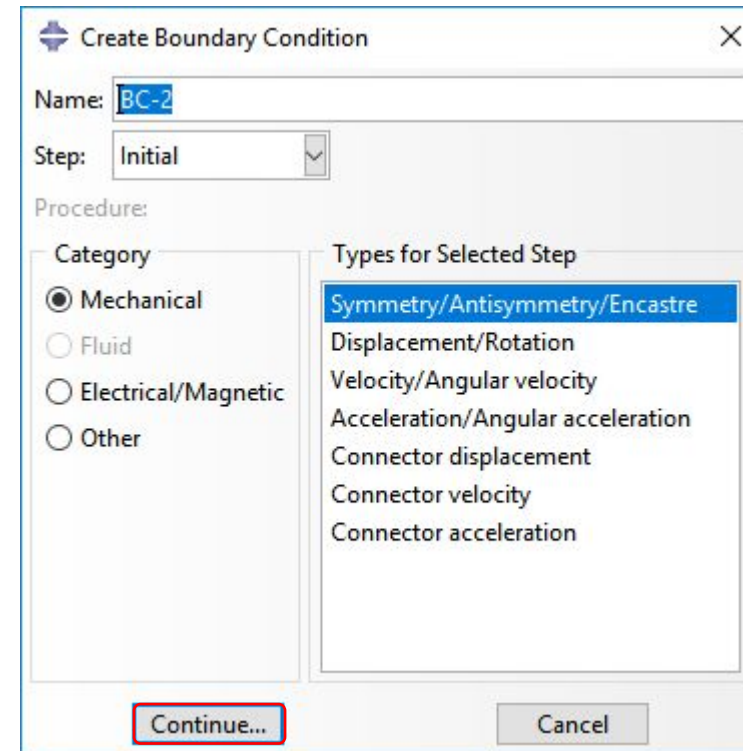 Create Boundary Condition
Name: BC-2
Step: Initial
Procedure:
Category
Mechanical
Fluid
Electrical/Magnetic
Other
Types for Selected Step
Symmetry/Antisymmetry/Encastre
Displacement/Rotation
Velocity/Angular velocity
Acceleration/Angular acceleration
Connector displacement
Connector velocity
Connector acceleration
Continue...
Cancel